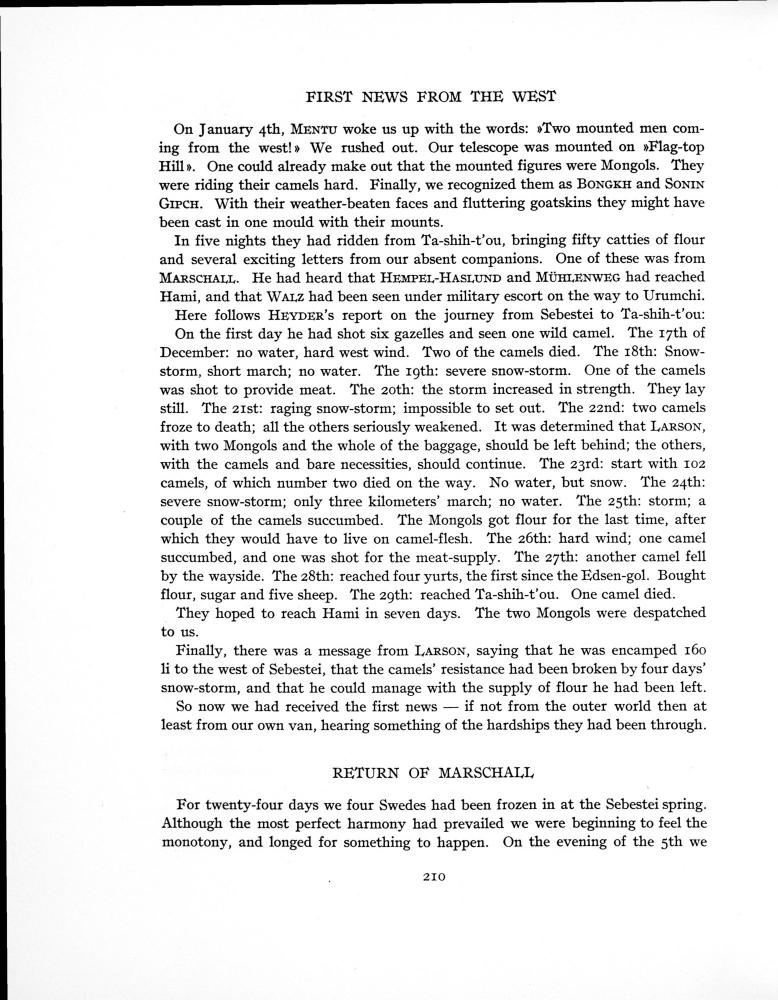 FIRST NEWS FROM THE WEST
On January 4th, MENTU woke us up with the words: »Two mounted men com-
ing from the west!» We rushed out. Our telescope was mounted on »Flag-top
Hill». One could already make out that the mounted figures were Mongols. They
were riding their camels hard. Finally, we recognized them as BONGKH and SONIN
GIPCH. With their weather-beaten faces and fluttering goatskins they might have
been cast in one mould with their mounts.
In five nights they had ridden from Ta-shih-t'ou, bringing fifty catties of flour
and several exciting letters from our absent companions. One of these was from
MARSCHALL. He had heard that HEMPEL-HASLUND and MÜHLENWEG had reached
Hami, and that WALZ had been seen under military escort on the way to Urumchi.
Here follows HEYDER's report on the journey from Sebestei to Ta-shih-t'ou:
On the first day he had shot six gazelles and seen one wild camel. The 17th of
December: no water, hard west wind. Two of the camels died. The 18th: Snow-
storm, short march; no water. The 19th: severe snow-storm. One of the camels
was shot to provide meat. The 20th: the storm increased in strength. They lay
still. The 21st: raging snow-storm; impossible to set out. The 22nd: two camels
froze to death; all the others seriously weakened. It was determined that LARSON,
with two Mongols and the whole of the baggage, should be left behind; the others,
with the camels and bare necessities, should continue. The 23rd: start with 102
camels, of which number two died on the way. No water, but snow. The 24th:
severe snow-storm; only three kilometers' march; no water. The 25th: storm; a
couple of the camels succumbed. The Mongols got flour for the last time, after
which they would have to live on camel-flesh. The 26th: hard wind; one camel
succumbed, and one was shot for the meat-supply. The 27th: another camel fell
by the wayside. The 28th: reached four yurts, the first since the Edsen-gol. Bought
flour, sugar and five sheep. The 29th: reached Ta-shih-t'ou. One camel died.
They hoped to reach Hami in seven days. The two Mongols were despatched
to us.
Finally, there was a message from LARSON, saying that he was encamped 160
li to the west of Sebestei, that the camels' resistance had been broken by four days'
snow-storm, and that he could manage with the supply of flour he had been left.
So now we had received the first news — if not from the outer world then at
least from our own van, hearing something of the hardships they had been through.
RETURN OF MARSCHALL
For twenty-four days we four Swedes had been frozen in at the Sebestei spring.
Although the most perfect harmony had prevailed we were beginning to feel the
monotony, and longed for something to happen. On the evening of the 5th we
210